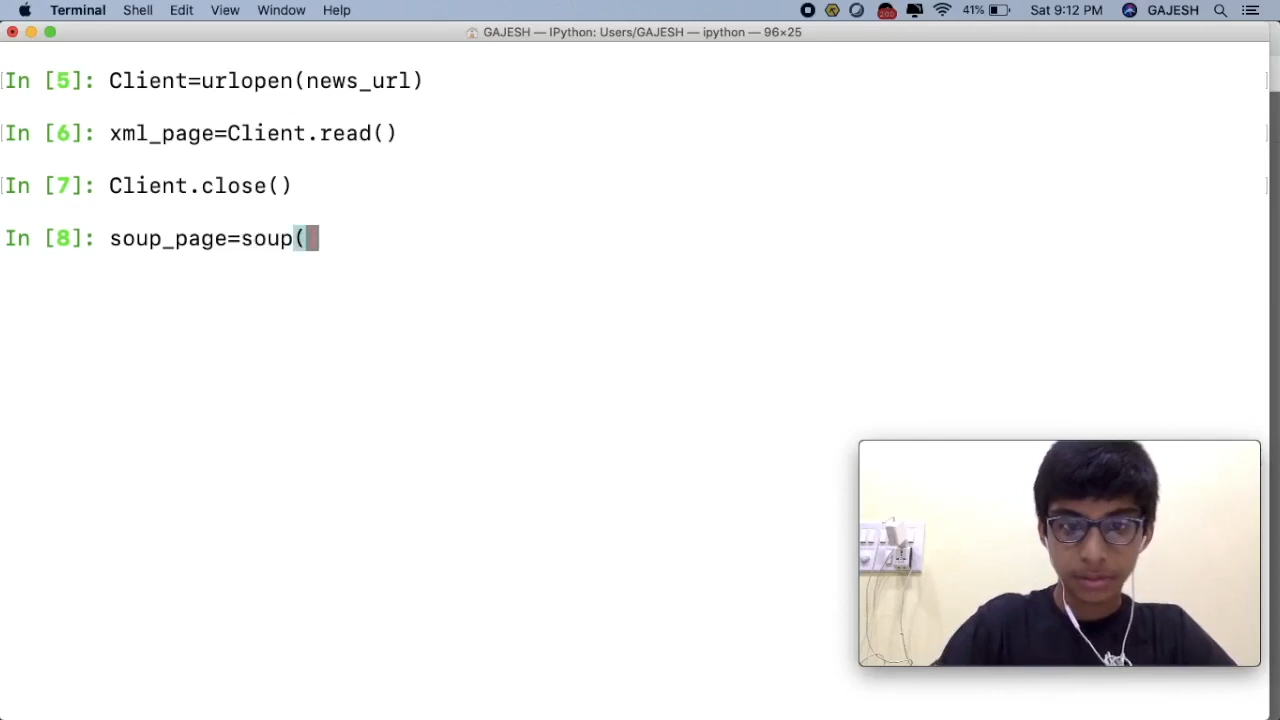 Terminal Shell Edit View Window Help 41% Sat 9:12 PM GAJESH
GAJESH — IPython: Users/GAJESH — ipython — 96×25
In [5]: Client=urlopen(news_url)
In [6]: xml_page=Client.read()
In [7]: Client.close()
In [8]: soup_page=soup(